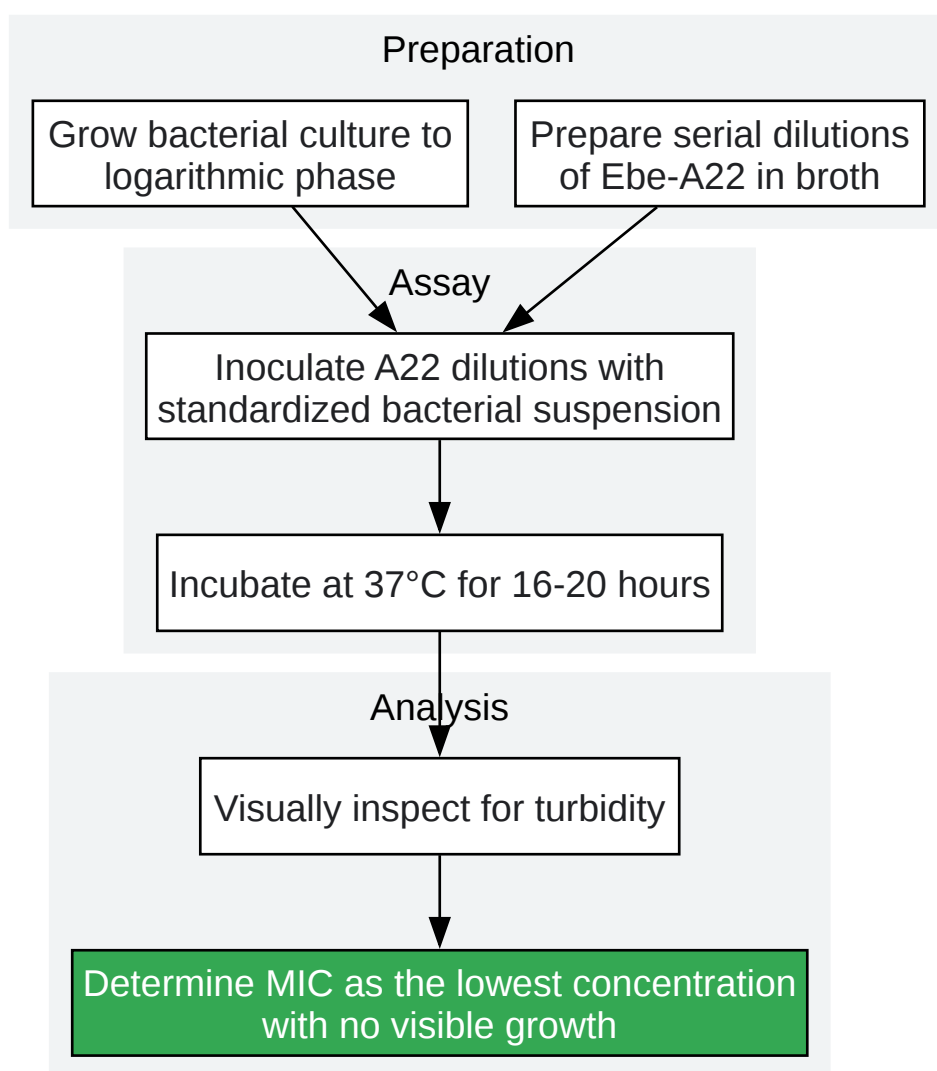 Preparation
Grow bacterial culture to
logarithmic phase
Prepare serial dilutions
of Ebe-A22 in broth
Assay
Inoculate A22 dilutions with
standardized bacterial suspension
Incubate at 37°C for 16-20 hours
Analysis
Visually inspect for turbidity
Determine MIC as the lowest concentration
with no visible growth